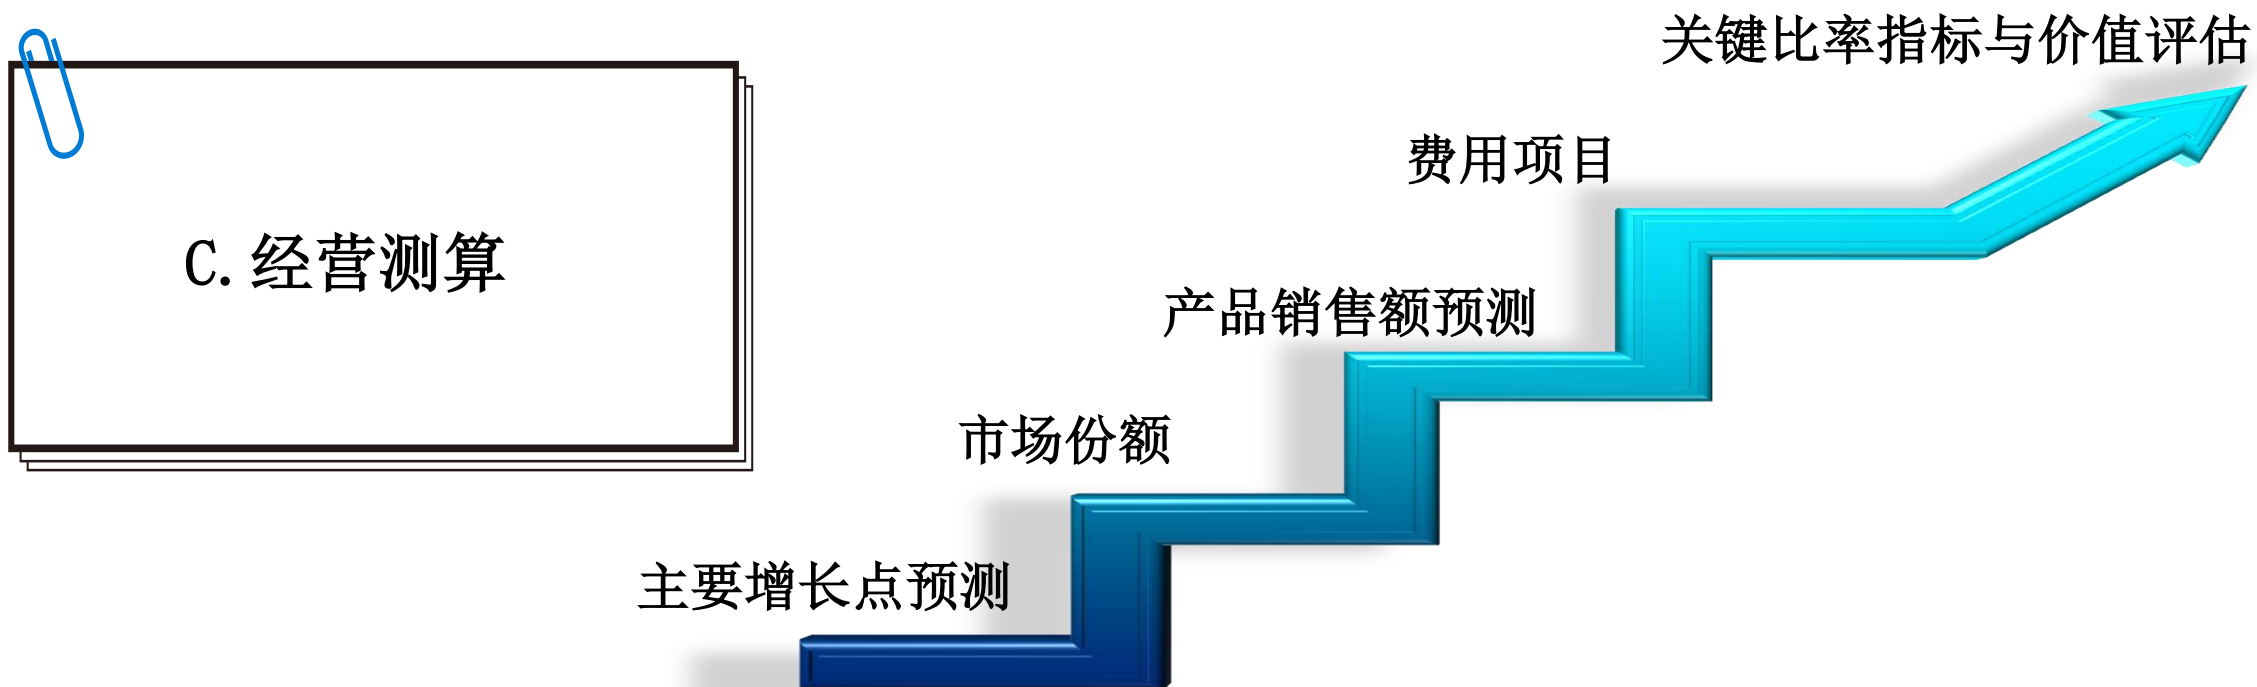 关键比率指标与价值评估
费用项目
C.经营测算
产品销售额预测
市场份额
主要增长点预测